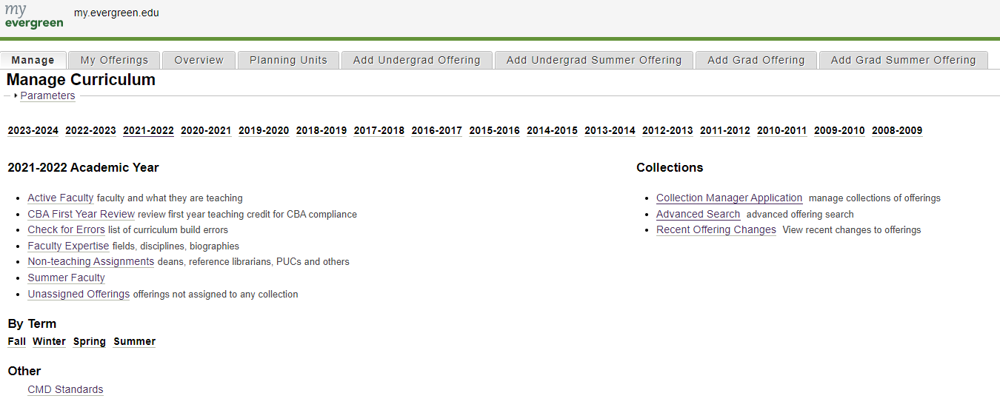 my
evergreen
my.evergreen.edu
Manage
My Offerings
Overview
Planning Units
Add Undergrad Offering
Add Undergrad Summer Offering
Add Grad Offering
Add Grad Summer Offering
Manage Curriculum
Parameters
2023-2024 2022-2023 2021-2022 2020-2021 2019-2020 2018-2019 2017-2018 2016-2017 2015-2016 2014-2015 2013-2014 2012-2013 2011-2012 2010-2011 2009-2010 2008-2009
2021-2022 Academic Year
Active Faculty faculty and what they are teaching
CBA First Year Review review first year teaching credit for CBA compliance
Check for Errors list of curriculum build errors
Faculty Expertise fields, disciplines, biographies
Non-teaching Assignments deans, reference librarians, PUCs and others
Summer Faculty
Unassigned Offerings offerings not assigned to any collection
By Term
Fall Winter Spring Summer
Other
CMD Standards
Collections
Collection Manager Application manage collections of offerings
Advanced Search advanced offering search
Recent Offering Changes View recent changes to offerings